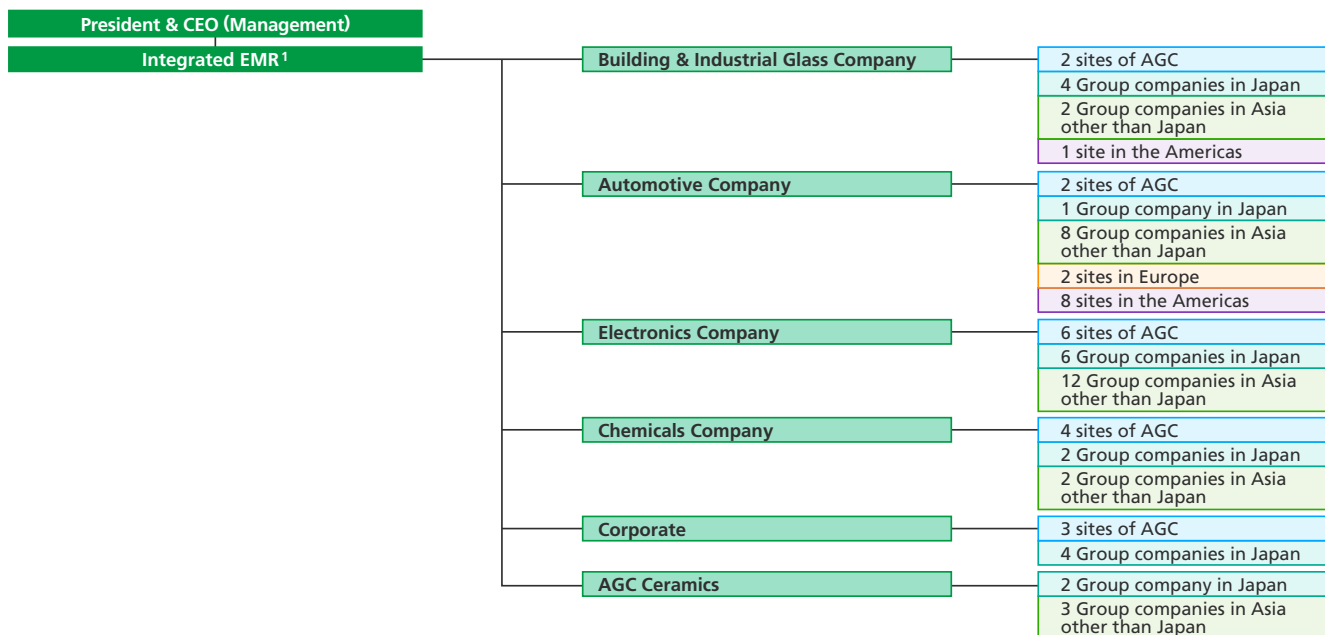 President & CEO (Management)
Integrated EMR¹
Building & Industrial Glass Company
2 sites of AGC
4 Group companies in Japan
2 Group companies in Asia
other than Japan
1 site in the Americas
Automotive Company
2 sites of AGC
1 Group company in Japan
8 Group companies in Asia
other than Japan
2 sites in Europe
8 sites in the Americas
Electronics Company
6 sites of AGC
6 Group companies in Japan
12 Group companies in Asia
other than Japan
Chemicals Company
4 sites of AGC
2 Group companies in Japan
2 Group companies in Asia
other than Japan
Corporate
3 sites of AGC
4 Group companies in Japan
AGC Ceramics
2 Group company in Japan
3 Group companies in Asia
other than Japan